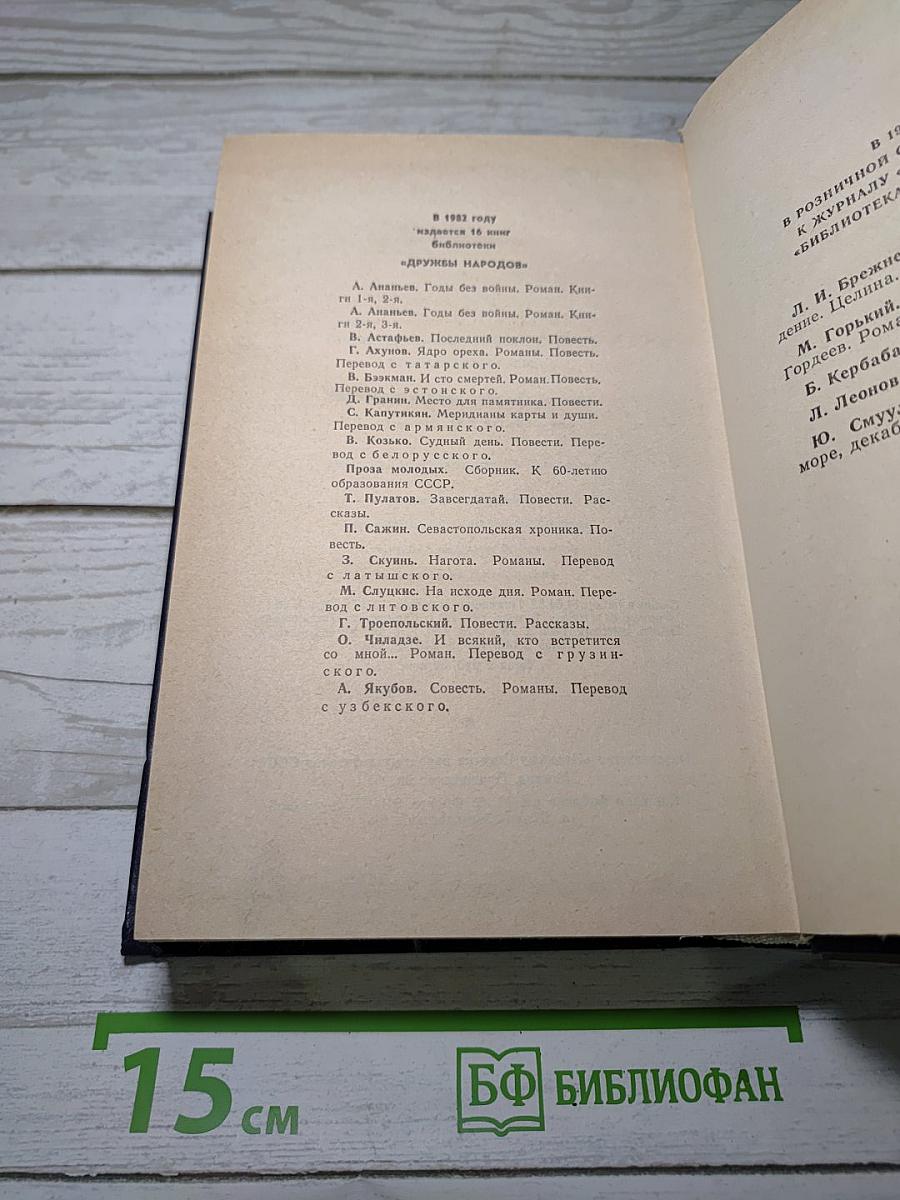 В 1982 году
издается 16 книг
библиотеки
«ДРУЖБЫ НАРОДОВ»
А. Ананьев. Годы без войны. Роман. Кни-
ги 1-я, 2-я.
А. Ананьев. Годы без войны. Роман. Кни-
ги 2-я, 3-я.
В. Астафьев. Последний поклон. Повесть.
Г. Ахунов. Ядро ореха. Романы. Повесть.
Перевод с татарского.
В. Бээкман. И сто смертей. Роман. Повесть.
Перевод с эстонского.
Д. Гранин. Место для памятника. Повести.
С. Капутикян. Меридианы карты и души.
Перевод с армянского.
В. Козько. Судный день. Повести. Пере-
вод с белорусского.
Проза молодых. Сборник. К 60-летию
образования СССР.
Т. Пулатов. Завсегдатай. Повести. Рас-
сказы.
П. Сажин. Севастопольская хроника. По-
весть.
З. Скуинь. Нагота. Романы. Перевод
с латышского.
М. Слуцкис. На исходе дня. Роман. Пере-
вод с литовского.
Г. Троепольский. Повести. Рассказы.
О. Чиладзе. И всякий, кто встретится
со мной... Роман. Перевод с грузин-
ского.
А. Якубов. Совесть. Романы. Перевод
с узбекского.
В 19
В РОЗНИЧНОЙ С
К ЖУРНАЛУ «
«БИБЛИОТЕКА
Л. И. Брежне
дение. Целина.
М. Горький.
Гордеев. Рома
Б. Кербаба
Л. Леонов
Ю. Смуул
море, декаб
15 см
БФ БИБЛИОФАН